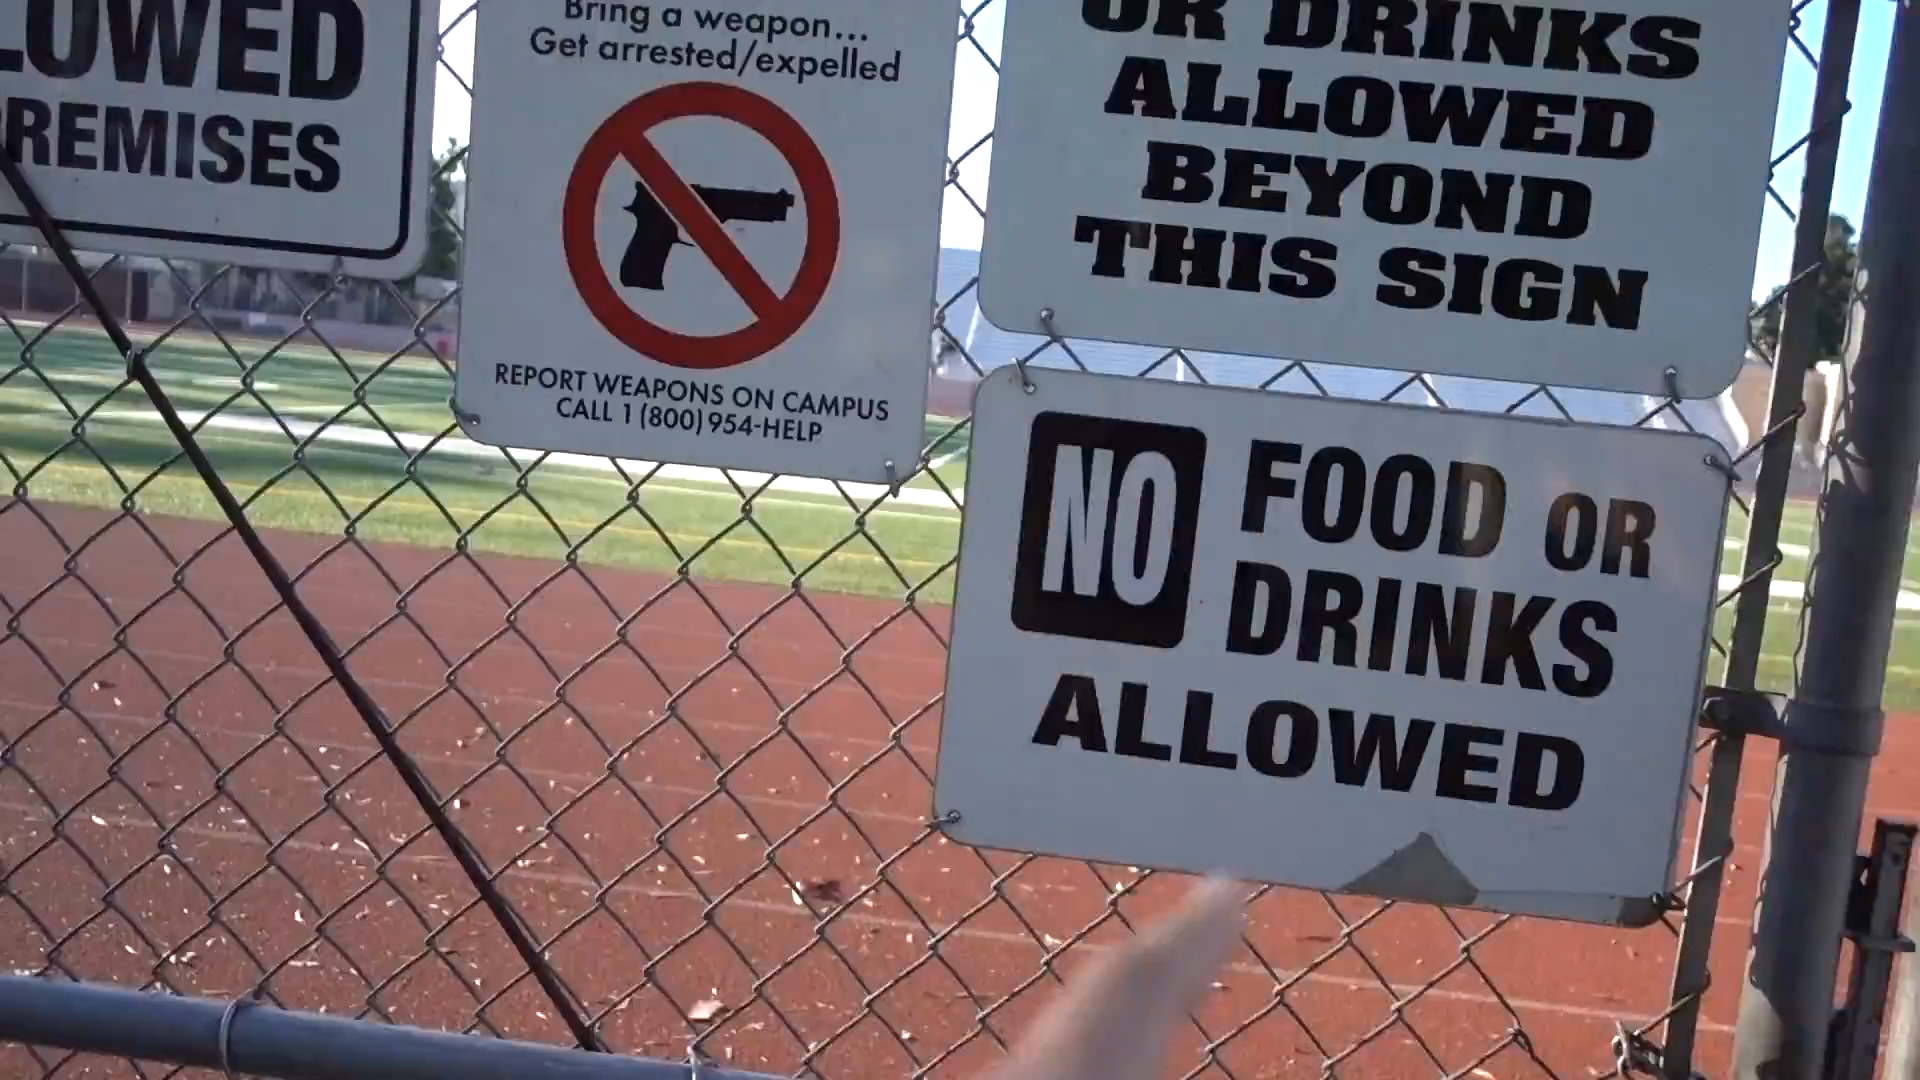 LOWED
REMISES
Bring a weapon...
Get arrested/expelled
REPORT WEAPONS ON CAMPUS
CALL 1 (800) 954-HELP
OR DRINKS
ALLOWED
BEYOND
THIS SIGN
NO FOOD OR
DRINKS
ALLOWED